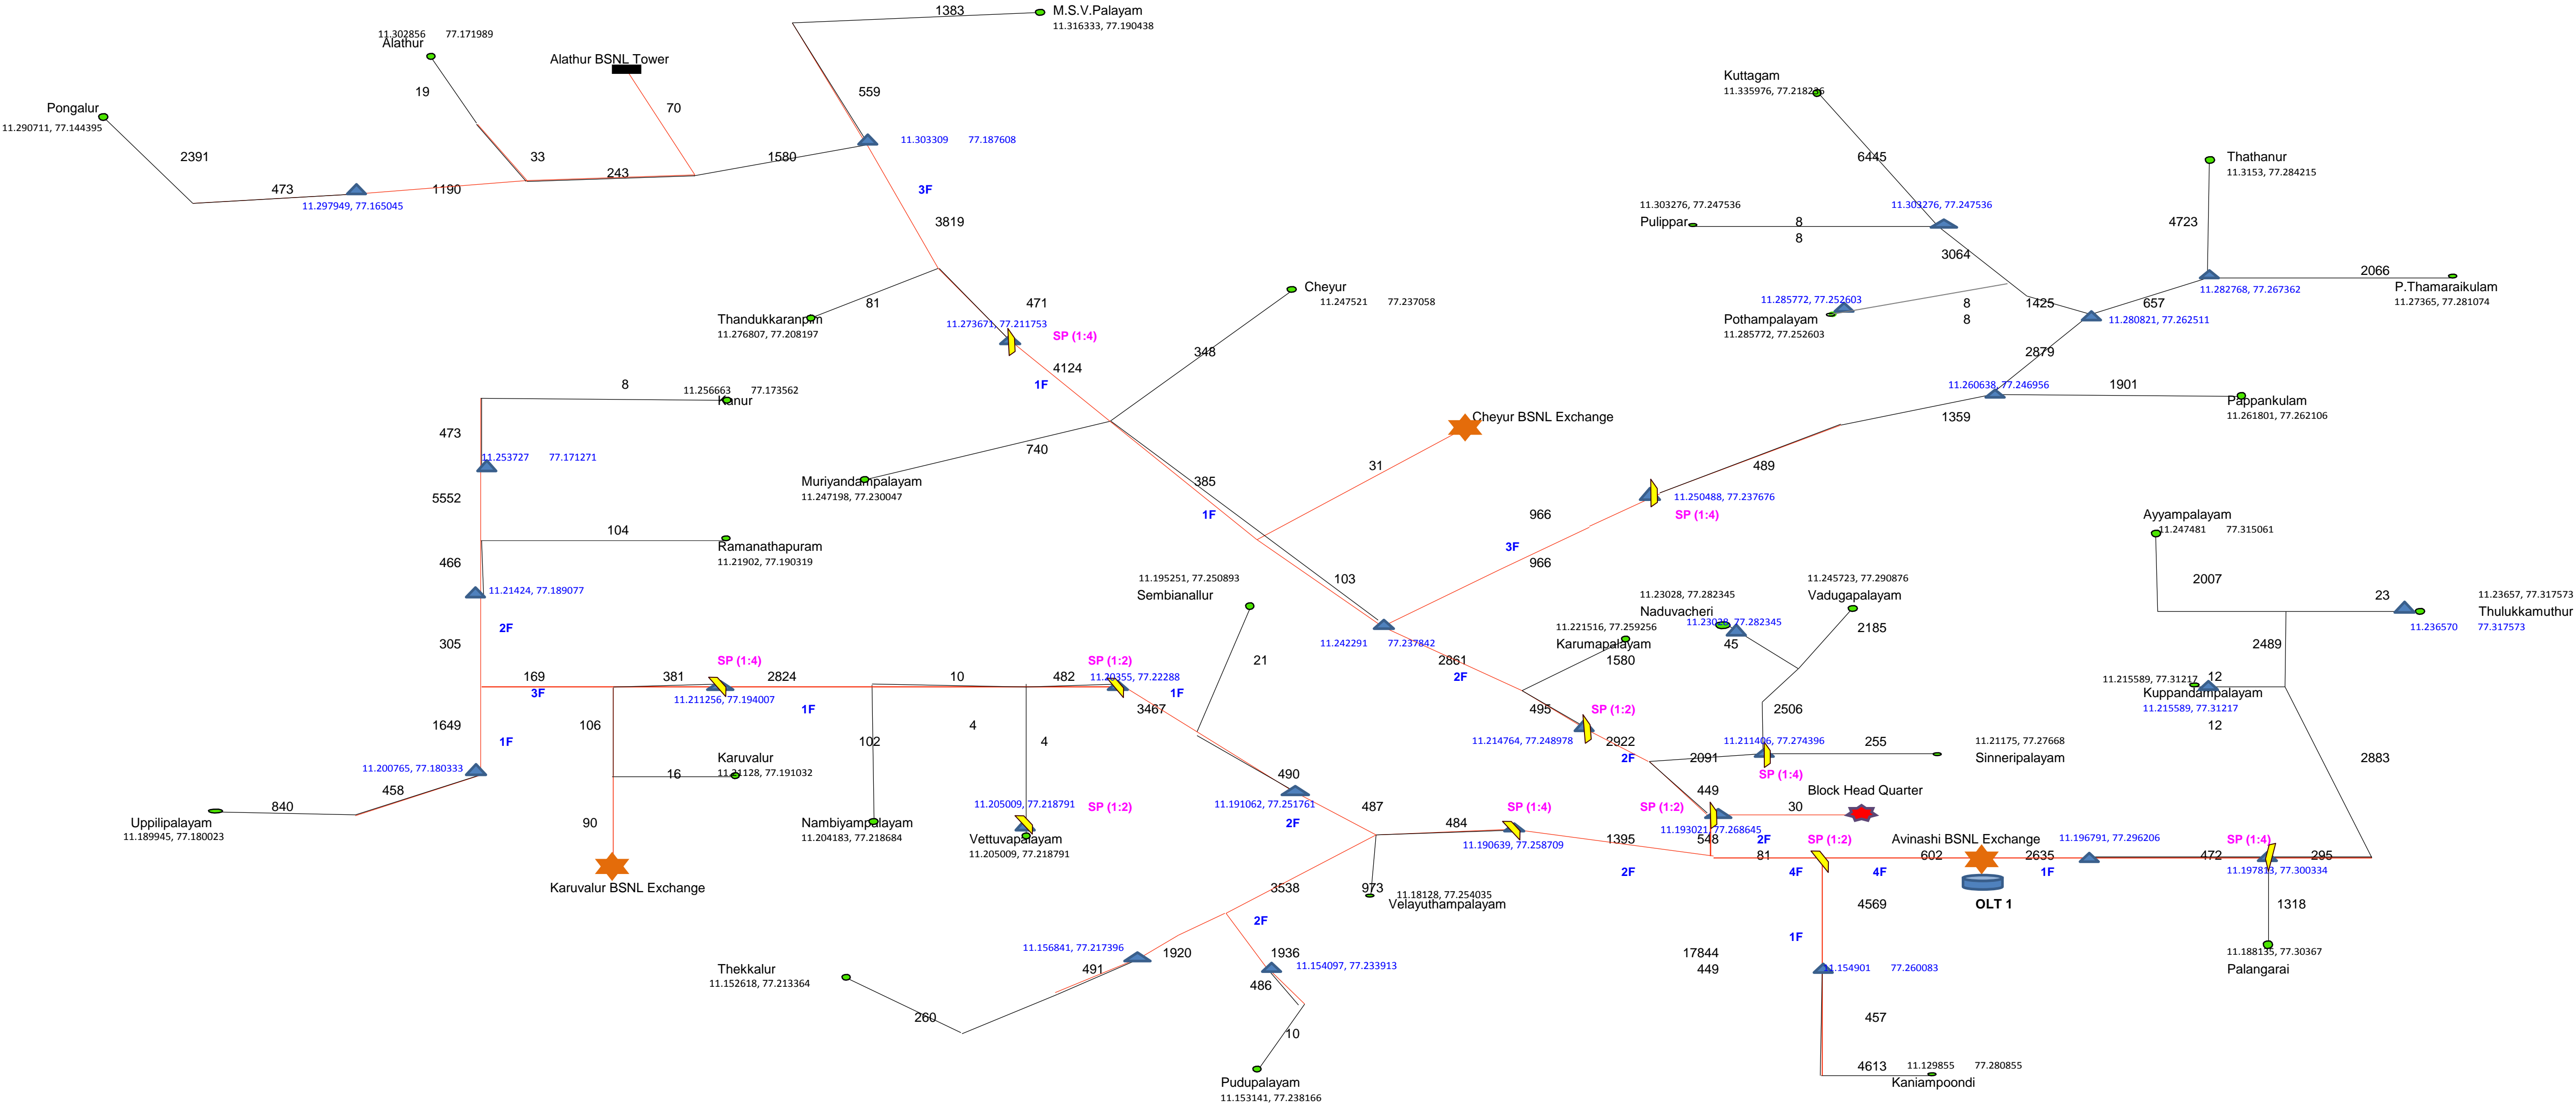 1383
M.S.V.Palayam
11.316333, 77.190438
11.302856 77.171989
Alathur
Alathur BSNL Tower
19
70
559
Pongalur
11.290711, 77.144395
2391
33
1580
243
473
1190
11.297949, 77.165045
11.303309 77.187608
3F
3819
Kuttagam
11.335976, 77.218236
6445
Thathanur
11.3153, 77.284215
11.303276, 77.247536
Pulippar
8
8
11.303276, 77.247536
4723
3064
2066
P.Thamaraikulam
11.27365, 77.281074
11.282768, 77.267362
11.285772, 77.252603
Pothampalayam
11.285772, 77.252603
8
8
1425
657
11.280821, 77.262511
2879
Cheyur
11.247521 77.237058
81
471
Thandukkaranpim
11.276807, 77.208197
11.273671, 77.211753
SP (1:4)
4124
1F
348
8
11.256663 77.173562
Kanur
473
11.253727 77.171271
5552
740
Muriyandampalayam
11.247198, 77.230047
385
1F
Cheyur BSNL Exchange
31
11.260638, 77.246956
1901
Pappankulam
11.261801, 77.262106
1359
489
11.250488, 77.237676
SP (1:4)
966
3F
966
104
Ramanathapuram
11.21902, 77.190319
466
11.21424, 77.189077
2F
305
103
11.242291 77.237842
2861
2F
11.195251, 77.250893
Sembianallur
21
Ayyampalayam
11.247481 77.315061
2007
23
11.23657, 77.317573
Thulukkamuthur
11.236570 77.317573
2489
11.23028, 77.282345
Naduvacheri
11.23028, 77.282345
45
11.245723, 77.290876
Vadugapalayam
2185
11.221516, 77.259256
Karumapalayam
1580
11.215589, 77.31217
12
Kuppandampalayam
11.215589, 77.31217
12
SP (1:4)
169
3F
381
2824
11.211256, 77.194007
1F
10
482
SP (1:2)
11.20355, 77.22288
1F
3467
495
SP (1:2)
11.214764, 77.248978
2922
2F
2506
11.211406, 77.274396
2091
255
11.21175, 77.27668
Sinneripalayam
SP (1:4)
2883
1649
1F
11.200765, 77.180333
106
Karuvalur
11.21128, 77.191032
16
102
4
4
490
11.191062, 77.251761
2F
487
458
840
Uppilipalayam
11.189945, 77.180023
90
Karuvalur BSNL Exchange
Nambiyampalayam
11.204183, 77.218684
11.205009, 77.218791
SP (1:2)
Vettuvapalayam
11.205009, 77.218791
484
SP (1:4)
11.190639, 77.258709
1395
2F
SP (1:2)
449
11.193021, 77.268645
548
30
Block Head Quarter
2F
81
SP (1:2)
4F
4F
602
Avinashi BSNL Exchange
OLT 1
2635
1F
11.196791, 77.296206
472
SP (1:4)
295
11.197813, 77.300334
1318
11.188135, 77.30367
Palangarai
3538
973
11.18128, 77.254035
Velayuthampalayam
2F
4569
1F
11.156841, 77.217396
1920
491
Thekkalur
11.152618, 77.213364
260
1936
11.154097, 77.233913
486
10
Pudupalayam
11.153141, 77.238166
17844
449
11.154901 77.260083
457
4613
11.129855 77.280855
Kaniampoondi